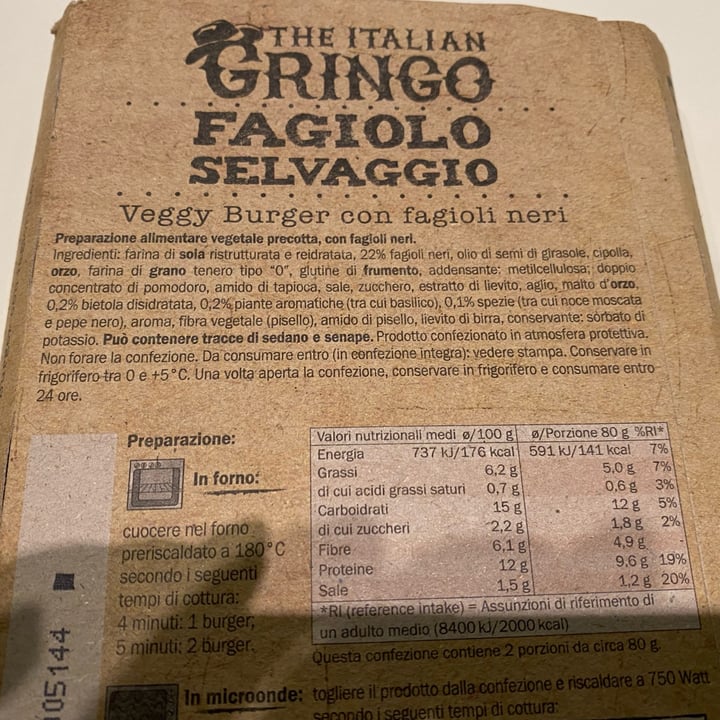 THE ITALIAN
GRINGO
FAGIOLO
SELVAGGIO
Veggy Burger con fagioli neri
Preparazione alimentare vegetale precotta, con fagioli neri.
Ingredienti: farina di soia ristrutturata e reidratata, 22% fagioli neri, olio di semi di girasole, cipolla,
orzo, farina di grano tenero tipo "0", glutine di frumento, addensante: metilcellulosa; doppio
concentrato di pomodoro, amido di tapioca, sale, zucchero, estratto di lievito, aglio, malto d'orzo,
0,2% bietola disidratata, 0,2% piante aromatiche (tra cui basilico), 0,1% spezie (tra cui noce moscata
e pepe nero), aroma, fibra vegetale (pisello), amido di pisello, lievito di birra, conservante: sorbato di
potassio. Può contenere tracce di sedano e senape. Prodotto confezionato in atmosfera protettiva.
Non forare la confezione. Da consumare entro (in confezione integra): vedere stampa. Conservare in
frigorifero tra 0 e +5°C. Una volta aperta la confezione, conservare in frigorifero e consumare entro
24 ore.
Preparazione:
In forno:
cuocere nel forno
preriscaldato a 180°C
secondo i seguenti
tempi di cottura:
4 minuti: 1 burger;
5 minuti: 2 burger.
Valori nutrizionali medi ø/100 g ø/Porzione 80 g %RI*
Energia 737 kJ/176 kcal 591 kJ/141 kcal 7%
Grassi 6,2 g 5,0 g 7%
di cui acidi grassi saturi 0,7 g 0,6 g 3%
Carboidrati 15 g 12 g 5%
di cui zuccheri 2,2 g 1,8 g 2%
Fibre 6,1 g 4,9 g
Proteine 12 g 9,6 g 19%
Sale 1,5 g 1,2 g 20%
*RI (reference intake) = Assunzioni di riferimento di
un adulto medio (8400 kJ/2000 kcal)
Questa confezione contiene 2 porzioni da circa 80 g.
In microonde: togliere il prodotto dalla confezione e riscaldare a 750 Watt
secondo i seguenti tempi di cottura:
05144